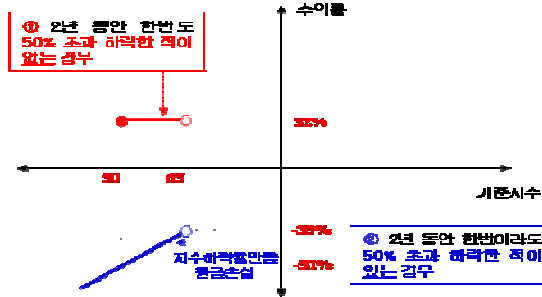 수익률
① 2년 동안 한번도
50% 초과 하락한 적이
없는 경우
50
기준지수
② 2년 동안 한번이라도
50% 초과 하락한 적이
있는 경우
지수하락률만큼
원금손실